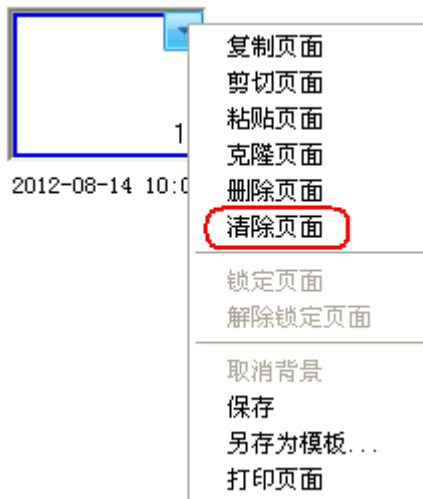 复制页面
剪切页面
粘贴页面
克隆页面
1
2012-08-14 10:0
删除页面
清除页面
锁定页面
解除锁定页面
取消背景
保存
另存为模板...
打印页面